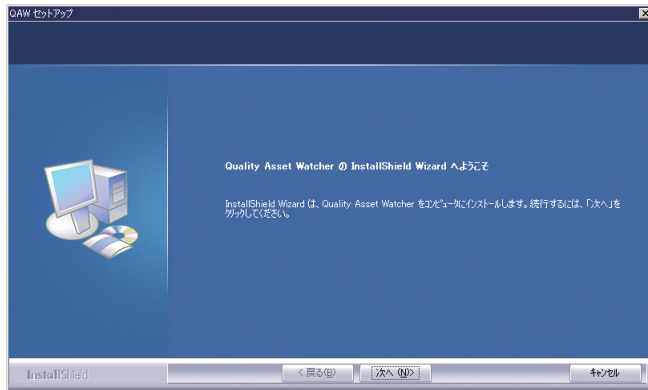 QAW セットアップ
Quality Asset Watcher の InstallShield Wizard へようこそ
InstallShield Wizard は、Quality Asset Watcher をコンピュータにインストールします。続行するには、「次へ」を
クリックしてください。
InstallShield
< 戻る(B)
次へ (N)>
キャンセル